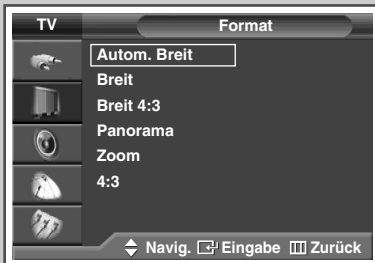 TV
Format
Autom. Breit
Breit
Breit 4:3
Panorama
Zoom
4:3
Navig. Eingabe Zurück